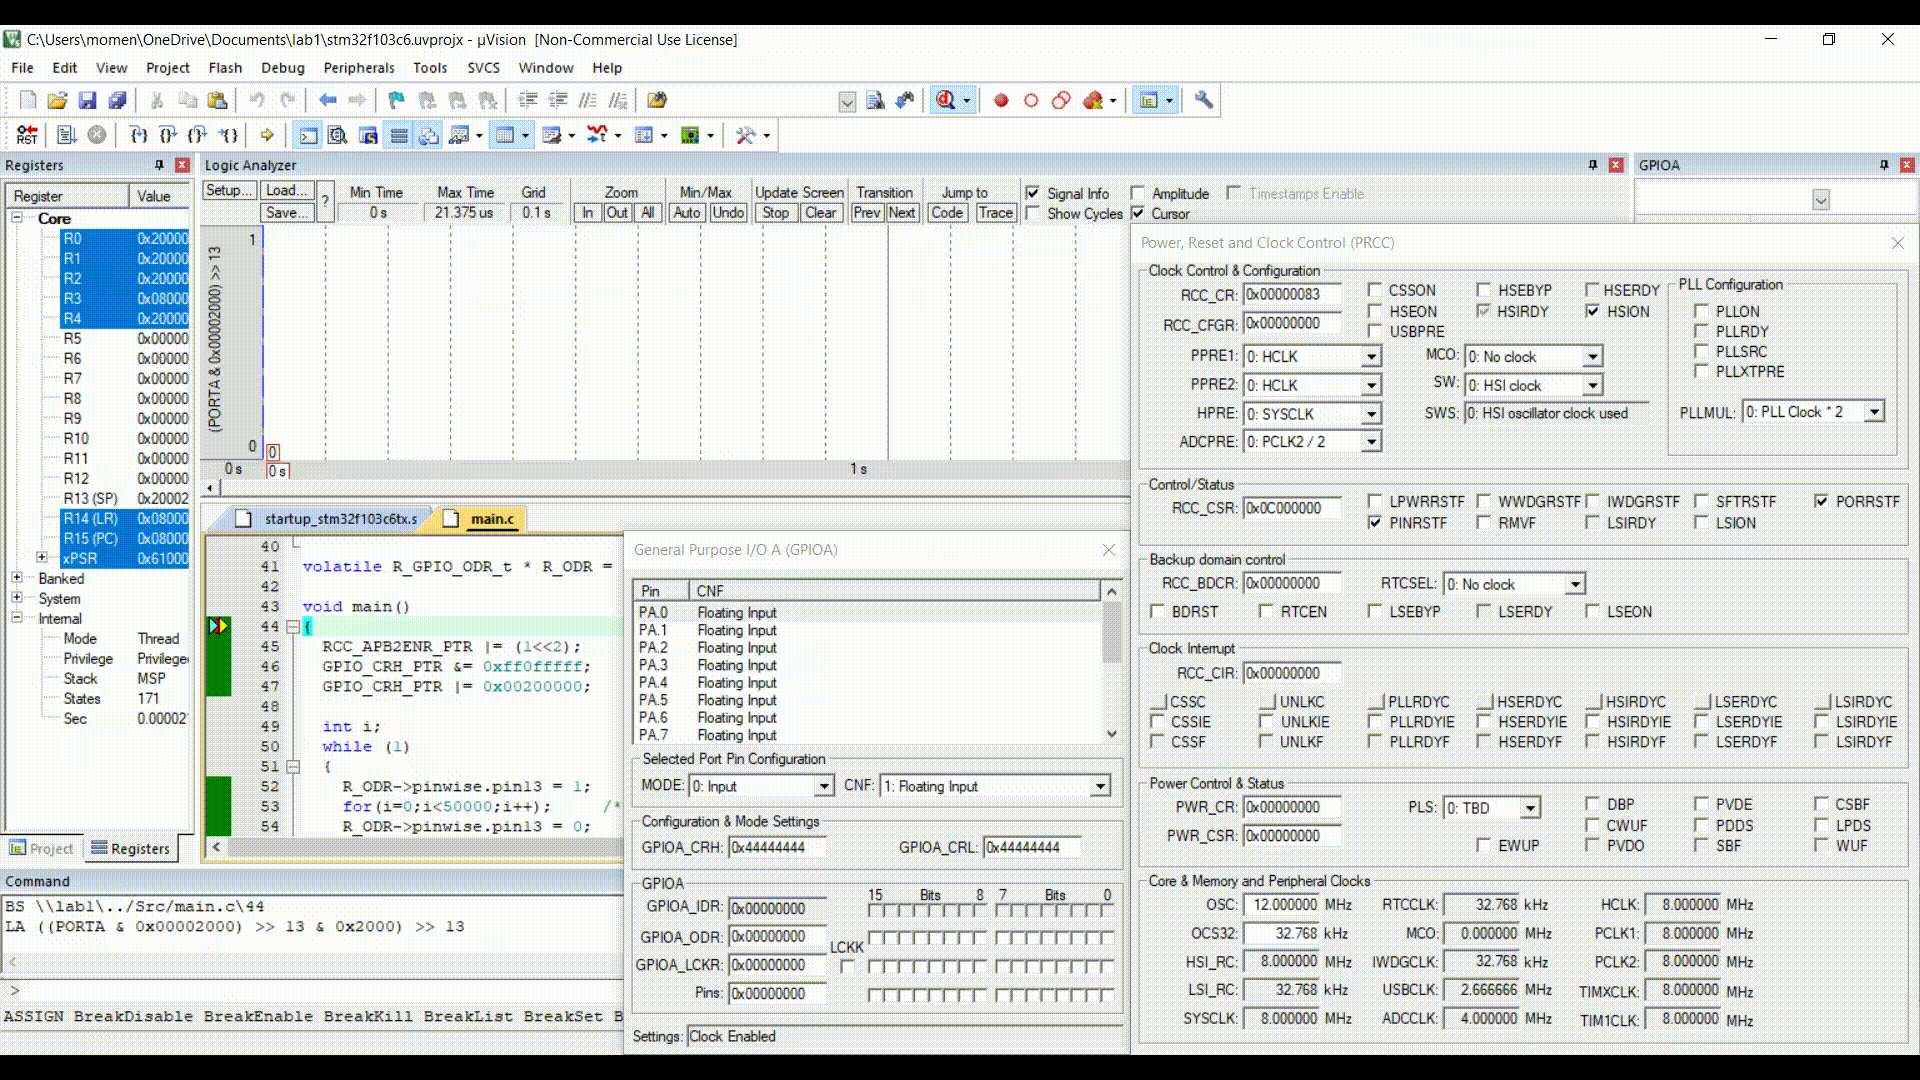 C:\Users\momen\OneDrive\Documents\lab1\stm32f103c6.uvprojx - µVision [Non-Commercial Use License]
File Edit View Project Flash Debug Peripherals Tools SVCS Window Help
RST
Registers
Register Value
Core
R0 0x20000
R1 0x20000
R2 0x20000
R3 0x08000
R4 0x20000
R5 0x00000
R6 0x00000
R7 0x00000
R8 0x00000
R9 0x00000
R10 0x00000
R11 0x00000
R12 0x00000
R13 (SP) 0x20002
R14 (LR) 0x08000
R15 (PC) 0x08000
xPSR 0x61000
Banked
System
Internal
Mode Thread
Privilege Privilege
Stack MSP
States 171
Sec 0.00002
Project Registers
Logic Analyzer
Setup... Load... Save... ?
Min Time Max Time Grid Zoom Min/Max Update Screen Transition Jump to
0 s 21.375 us 0.1 s In Out All Auto Undo Stop Clear Prev Next Code Trace
Signal Info Amplitude Timestamps Enable
Show Cycles Cursor
(PORTA & 0x00002000) >> 13
1
0 0
0 s 0 s 1 s
startup_stm32f103c6tx.s main.c
40
41 volatile R_GPIO_ODR_t * R_ODR =
42
43 void main()
44 {
45 RCC_APB2ENR_PTR |= (1<<2);
46 GPIO_CRH_PTR &= 0xff0fffff;
47 GPIO_CRH_PTR |= 0x00200000;
48
49 int i;
50 while (1)
51 {
52 R_ODR->pinwise.pin13 = 1;
53 for(i=0;i<50000;i++); /*
54 R_ODR->pinwise.pin13 = 0;
Command
BS \\lab1\../Src/main.c\44
LA ((PORTA & 0x00002000) >> 13 & 0x2000) >> 13
>
ASSIGN BreakDisable BreakEnable BreakKill BreakList BreakSet B
General Purpose I/O A (GPIOA)
Pin CNF
PA.0 Floating Input
PA.1 Floating Input
PA.2 Floating Input
PA.3 Floating Input
PA.4 Floating Input
PA.5 Floating Input
PA.6 Floating Input
PA.7 Floating Input
Selected Port Pin Configuration
MODE: 0: Input CNF: 1: Floating Input
Configuration & Mode Settings
GPIOA_CRH: 0x44444444 GPIOA_CRL: 0x44444444
GPIOA
15 Bits 8 7 Bits 0
GPIOA_IDR: 0x00000000
GPIOA_ODR: 0x00000000
LCKK
GPIOA_LCKR: 0x00000000
Pins: 0x00000000
Settings: Clock Enabled
GPIOA
Power, Reset and Clock Control (PRCC)
Clock Control & Configuration
RCC_CR: 0x00000083 CSSON HSEBYP HSERDY
HSEON HSIRDY HSION
RCC_CFGR: 0x00000000 USBPRE
PPRE1: 0: HCLK MCO: 0: No clock
PPRE2: 0: HCLK SW: 0: HSI clock
HPRE: 0: SYSCLK SWS: 0: HSI oscillator clock used
ADCPRE: 0: PCLK2 / 2
PLL Configuration
PLLON
PLLRDY
PLLSRC
PLLXTPRE
PLLMUL: 0: PLL Clock * 2
Control/Status
RCC_CSR: 0x0C000000 LPWRRSTF WWDGRSTF IWDGRSTF SFTRSTF PORRSTF
PINRSTF RMVF LSIRDY LSION
Backup domain control
RCC_BDCR: 0x00000000 RTCSEL: 0: No clock
BDRST RTCEN LSEBYP LSERDY LSEON
Clock Interrupt
RCC_CIR: 0x00000000
CSSC UNLKC PLLRDYC HSERDYC HSIRDYC LSERDYC LSIRDYC
CSSIE UNLKIE PLLRDYIE HSERDYIE HSIRDYIE LSERDYIE LSIRDYIE
CSSF UNLKF PLLRDYF HSERDYF HSIRDYF LSERDYF LSIRDYF
Power Control & Status
PWR_CR: 0x00000000 PLS: 0: TBD DBP PVDE CSBF
CWUF PDDS LPDS
PWR_CSR: 0x00000000 EWUP PVDO SBF WUF
Core & Memory and Peripheral Clocks
OSC: 12.000000 MHz RTCCLK: 32.768 kHz HCLK: 8.000000 MHz
OCS32: 32.768 kHz MCO: 0.000000 MHz PCLK1: 8.000000 MHz
HSI_RC: 8.000000 MHz IWDGCLK: 32.768 kHz PCLK2: 8.000000 MHz
LSI_RC: 32.768 kHz USBCLK: 2.666666 MHz TIMXCLK: 8.000000 MHz
SYSCLK: 8.000000 MHz ADCCLK: 4.000000 MHz TIM1CLK: 8.000000 MHz